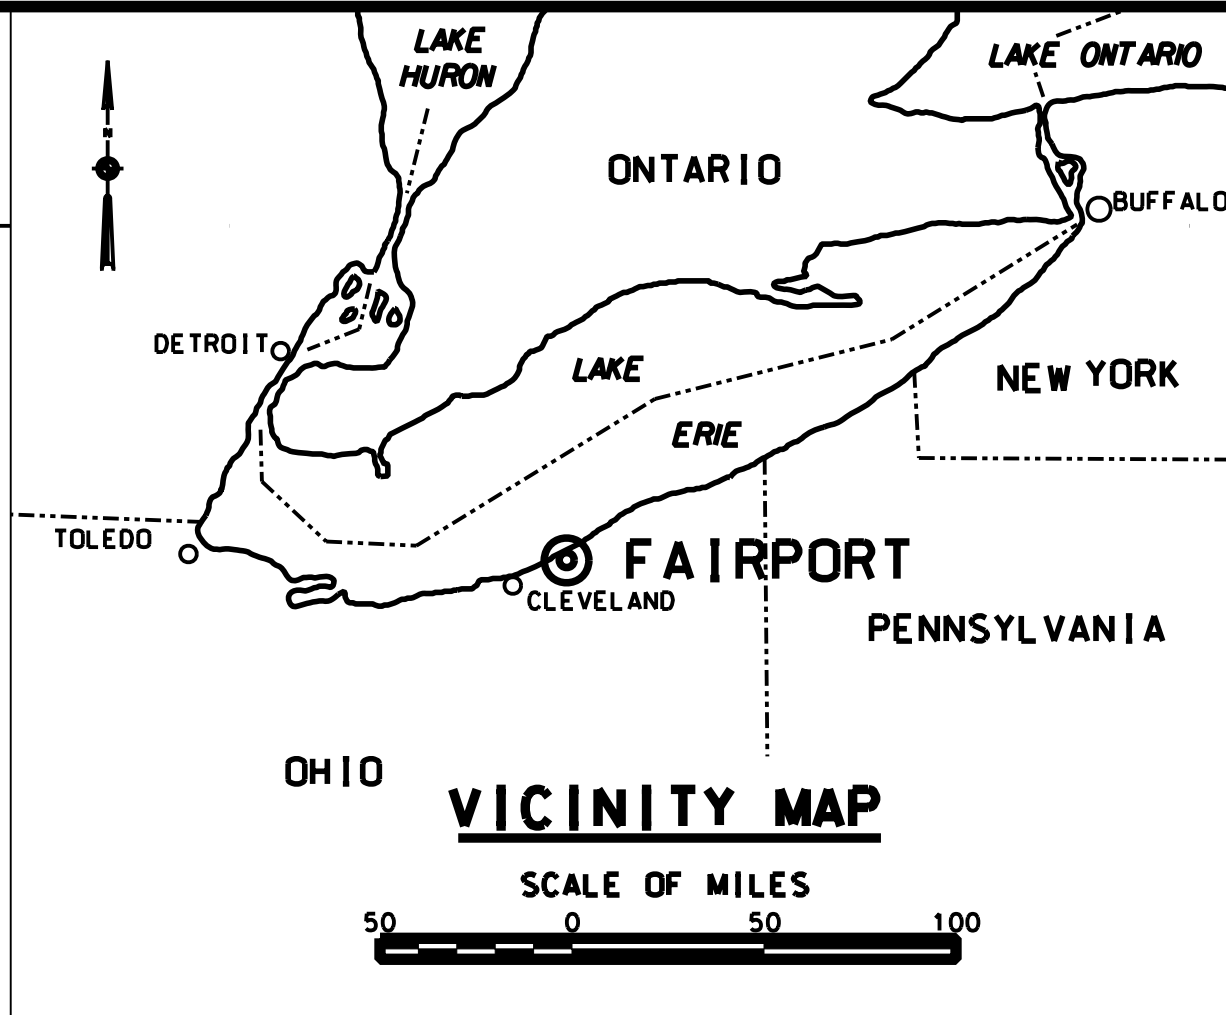 LAKE
HURON
LAKE ONTARIO
N
ONTARIO
BUFFALO
DETROIT
LAKE
NEW YORK
ERIE
TOLEDO
FAIRPORT
CLEVELAND
PENNSYLVANIA
OHIO
VICINITY MAP
SCALE OF MILES
50 0 50 100